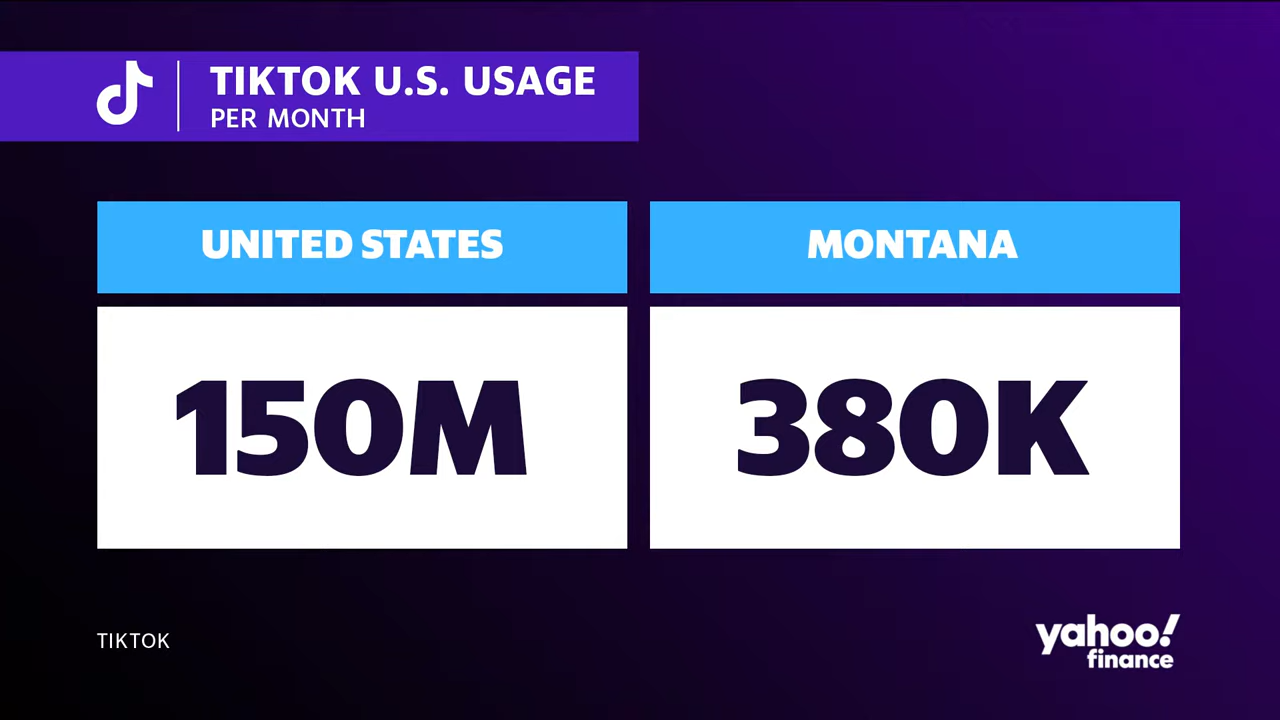 TIKTOK U.S. USAGE
PER MONTH
UNITED STATES
MONTANA
150M
380K
TIKTOK
yahoo!
finance